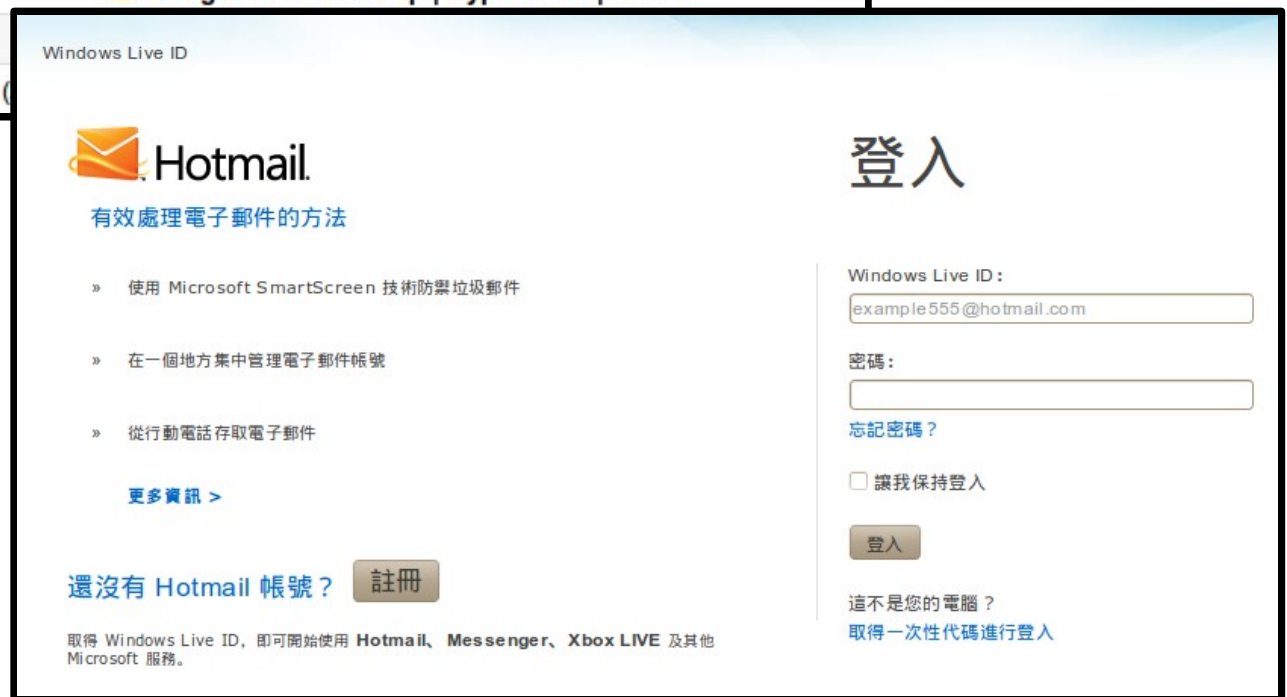 Windows Live ID
(
Hotmail.
有效處理電子郵件的方法
» 使用 Microsoft SmartScreen 技術防禦垃圾郵件
» 在一個地方集中管理電子郵件帳號
» 從行動電話存取電子郵件
更多資訊 >
還沒有 Hotmail 帳號？ 註冊
取得 Windows Live ID，即可開始使用 Hotmail、Messenger、Xbox LIVE 及其他
Microsoft 服務。
登入
Windows Live ID：
example555@hotmail.com
密碼：
忘記密碼？
讓我保持登入
登入
這不是您的電腦？
取得一次性代碼進行登入